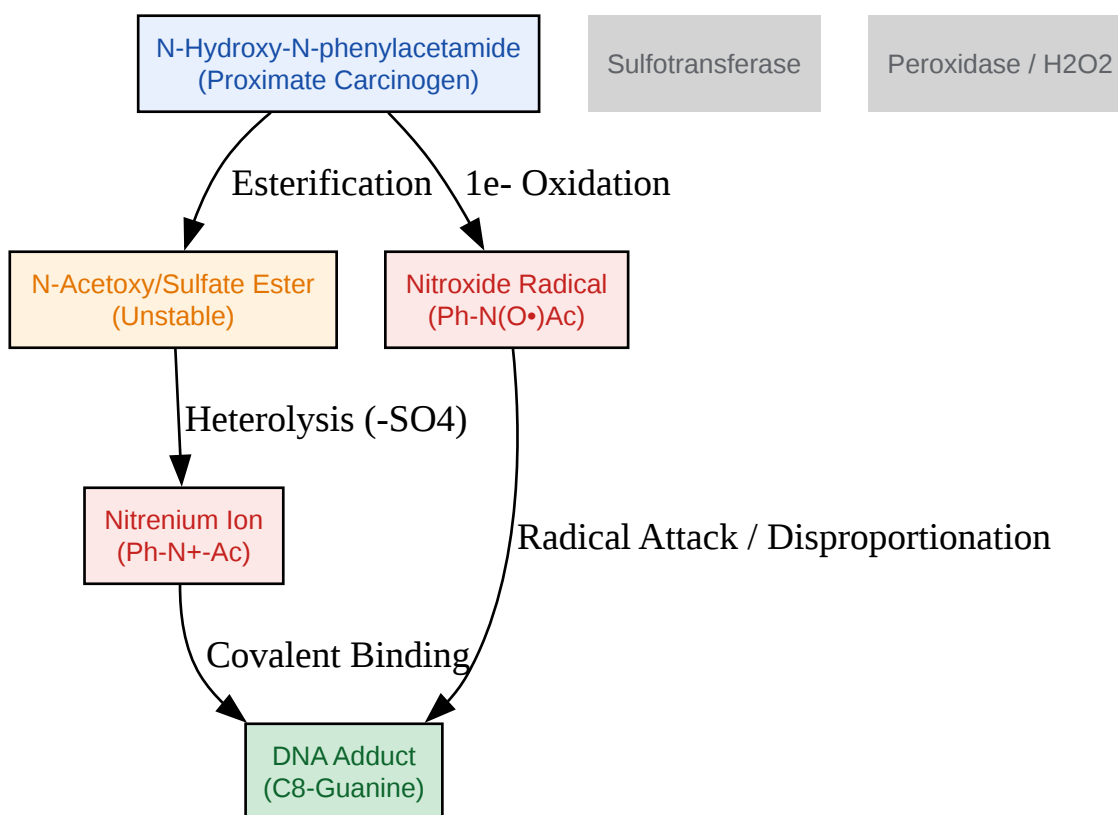 N-Hydroxy-N-phenylacetamide
(Proximate Carcinogen)
Sulfotransferase
Peroxidase / H2O2
Esterification
1e- Oxidation
N-Acetoxy/Sulfate Ester
(Unstable)
Nitroxide Radical
(Ph-N(O•)Ac)
Heterolysis (-SO4)
Nitrenium Ion
(Ph-N+-Ac)
Radical Attack / Disproportionation
Covalent Binding
DNA Adduct
(C8-Guanine)